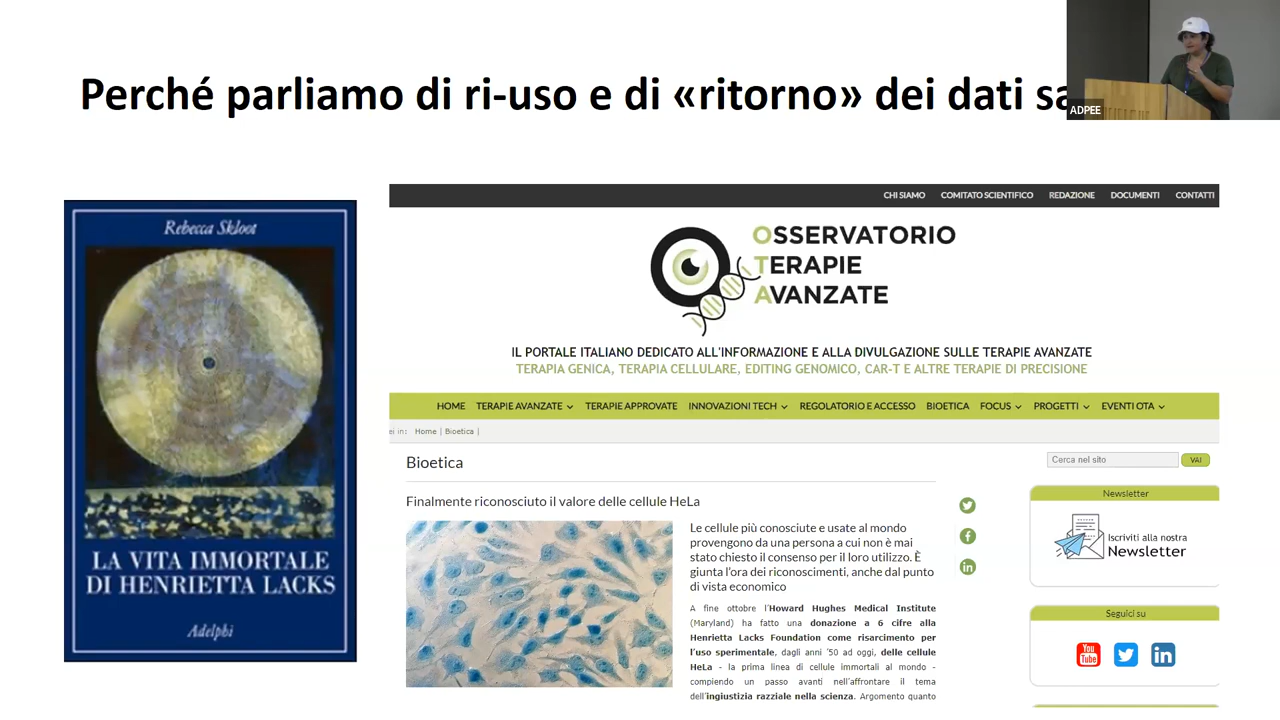 Perché parliamo di ri-uso e di «ritorno» dei dati sa
ADPEE
Rebecca Skloot
LA VITA IMMORTALE
DI HENRIETTA LACKS
Adelphi
CHI SIAMO COMITATO SCIENTIFICO REDAZIONE DOCUMENTI CONTATTI
OSSERVATORIO
TERAPIE
AVANZATE
IL PORTALE ITALIANO DEDICATO ALL'INFORMAZIONE E ALLA DIVULGAZIONE SULLE TERAPIE AVANZATE
TERAPIA GENICA, TERAPIA CELLULARE, EDITING GENOMICO, CAR-T E ALTRE TERAPIE DI PRECISIONE
HOME TERAPIE AVANZATE TERAPIE APPROVATE INNOVAZIONI TECH REGOLATORIO E ACCESSO BIOETICA FOCUS PROGETTI EVENTI OTA
ei in: Home | Bioetica |
Bioetica
Cerca nel sito VAI
Finalmente riconosciuto il valore delle cellule HeLa
Le cellule più conosciute e usate al mondo
provengono da una persona a cui non è mai
stato chiesto il consenso per il loro utilizzo. È
giunta l'ora dei riconoscimenti, anche dal punto
di vista economico
A fine ottobre l'Howard Hughes Medical Institute
(Maryland) ha fatto una donazione a 6 cifre alla
Henrietta Lacks Foundation come risarcimento per
l'uso sperimentale, dagli anni '50 ad oggi, delle cellule
HeLa - la prima linea di cellule immortali al mondo -
compiendo un passo avanti nell'affrontare il tema
dell'ingiustizia razziale nella scienza. Argomento quanto
Newsletter
Iscriviti alla nostra
Newsletter
Seguici su
You
Tube